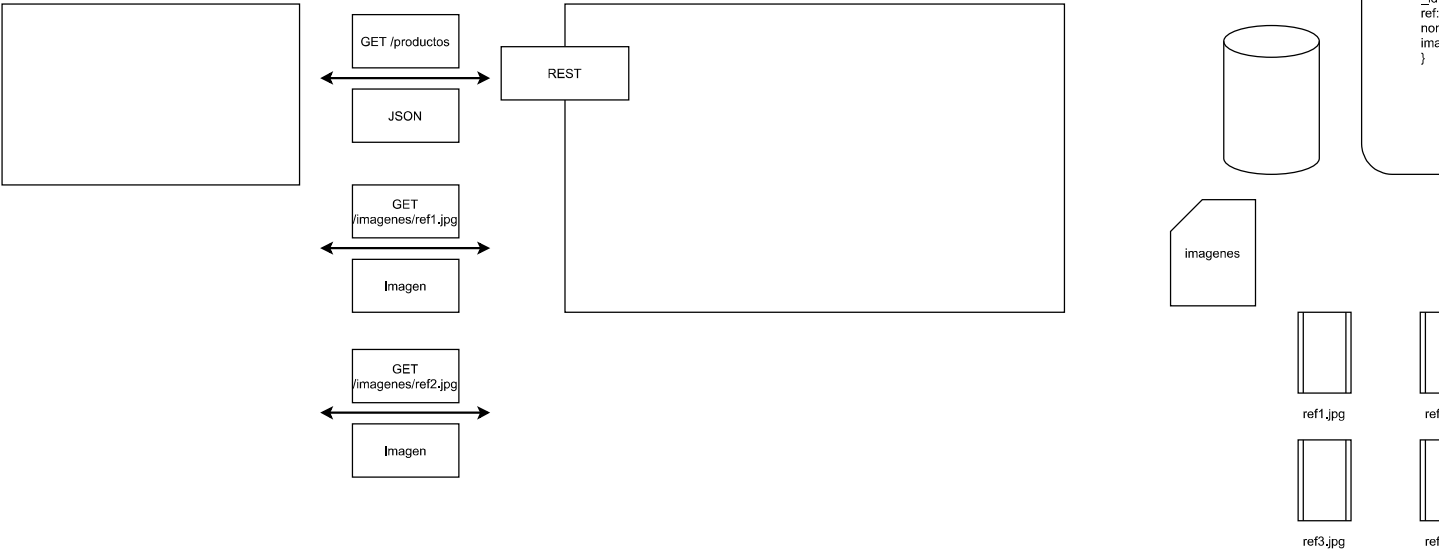 GET /productos
REST
JSON
GET
/imagenes/ref1.jpg
Imagen
GET
/imagenes/ref2.jpg
Imagen
ref:
}
imagenes
ref1.jpg
ref3.jpg